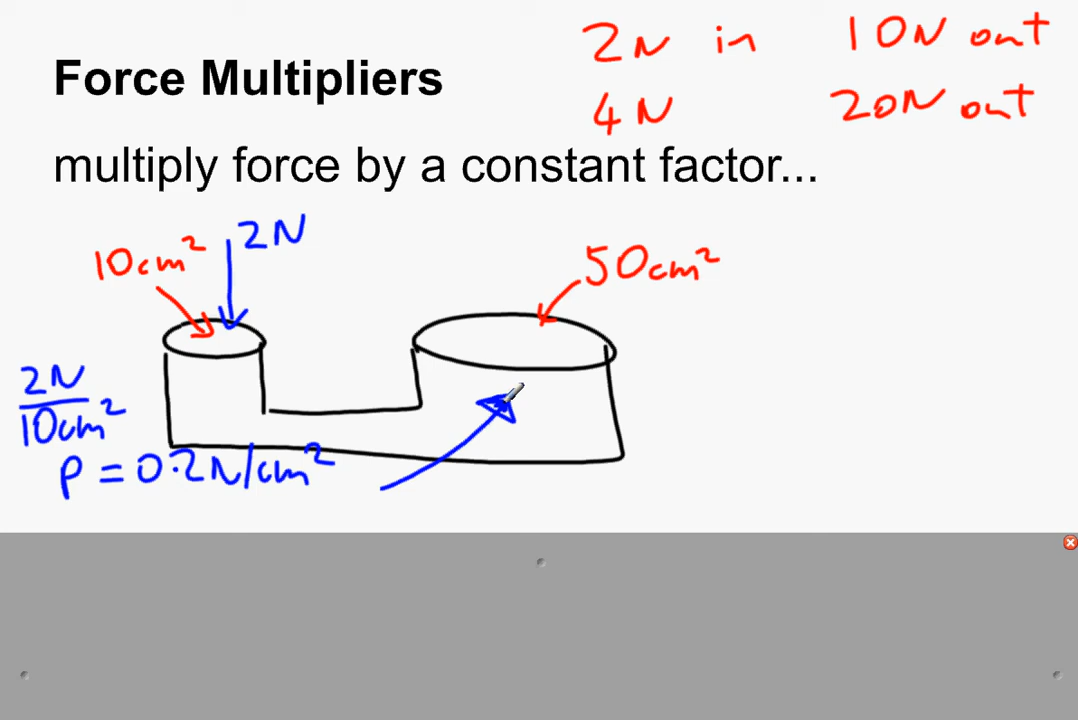 2N in 10N out
Force Multipliers
4N 20N out
multiply force by a constant factor...
10cm² 2N
50cm²
2N
10cm²
P = 0.2N/cm²